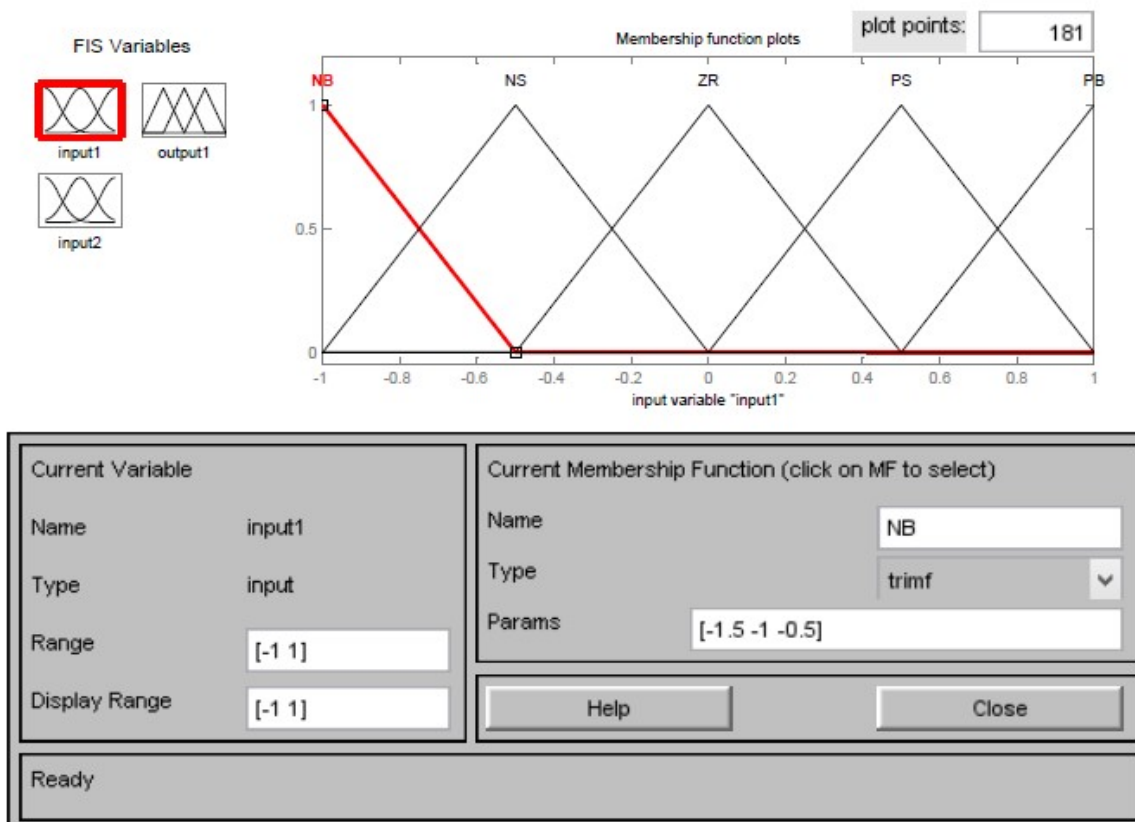 FIS Variables
Membership function plots
plot points:
181
NB
NS
ZR
PS
PB
input1
output1
input2
1
0.5
0
-1
-0.8
-0.6
-0.4
-0.2
0
0.2
0.4
0.6
0.8
1
input variable "input1"
Current Variable
Name
input1
Type
input
Range
[-1 1]
Display Range
[-1 1]
Current Membership Function (click on MF to select)
Name
NB
Type
trimf
Params
[-1.5 -1 -0.5]
Help
Close
Ready